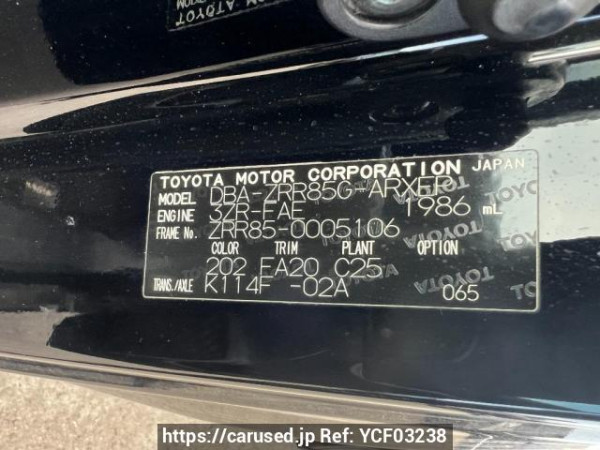 TOYOTA MOTOR CORPORATION JAPAN
MODEL DBA-ZRR85G-ARXEP
ENGINE 3ZR-FAE 1986 mL
FRAME No. ZRR85-0005106
COLOR TRIM PLANT OPTION
202 EA20 C25
TRANS./AXLE K114F -02A 065
https://carused.jp Ref: YCF03238